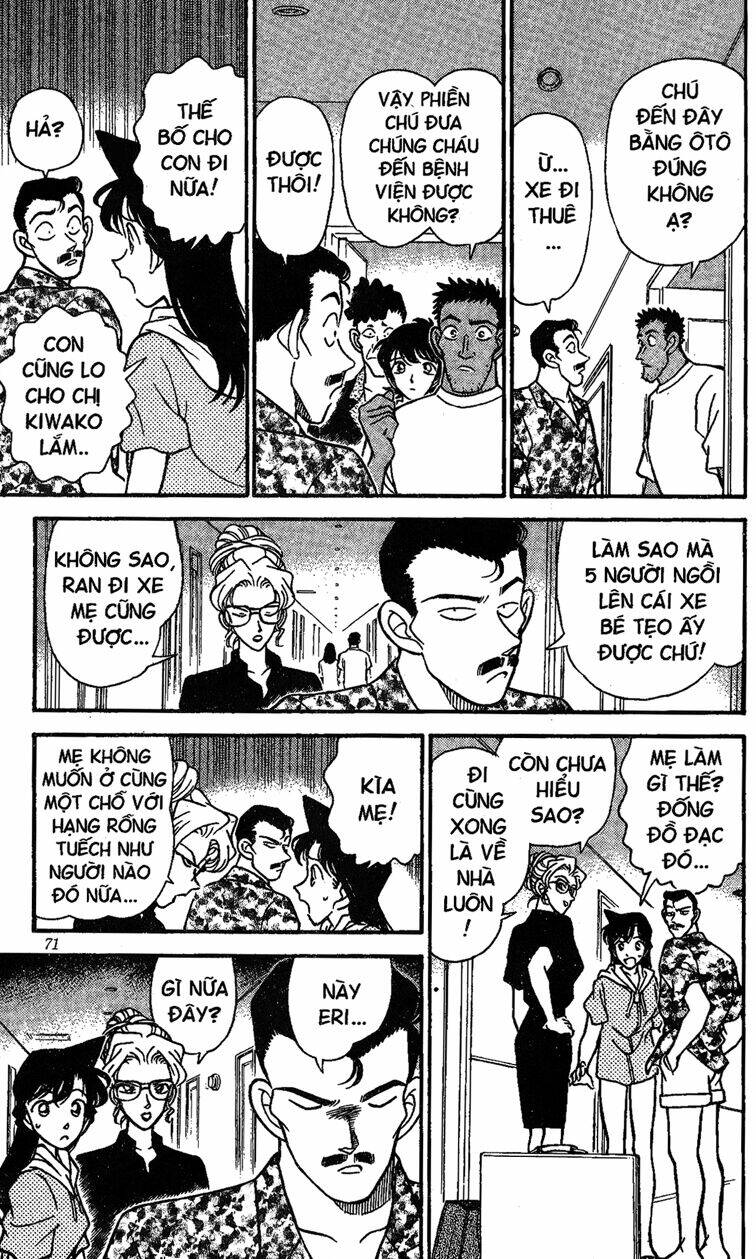 CHÚ
ĐẾN ĐÂY
BẰNG ÔTÔ
ĐÚNG
KHÔNG
Ạ?
Ừ...
XE ĐI
THUÊ
...
VẬY PHIỀN
CHÚ ĐƯA
CHÚNG CHÁU
ĐẾN BỆNH
VIỆN ĐƯỢC
KHÔNG?
ĐƯỢC
THÔI!
THẾ
BỐ CHO
CON ĐI
NỮA!
HẢ?
CON
CŨNG LO
CHO CHỊ
KIWAKO
LẮM..
LÀM SAO MÀ
5 NGƯỜI NGỒI
LÊN CÁI XE
BÉ TẸO ẤY
ĐƯỢC CHỨ!
KHÔNG SAO,
RAN ĐI XE
MẸ CŨNG
ĐƯỢC...
MẸ LÀM
GÌ THẾ?
ĐỐNG
ĐỒ ĐẠC
ĐÓ...
CÒN CHƯA
HIỂU
SAO?
ĐI
CÙNG
XONG
LÀ VỀ
NHÀ
LUÔN
!
KÌA
MẸ!
MẸ KHÔNG
MUỐN Ở CÙNG
MỘT CHỖ VỚI
HẠNG RỖNG
TUẾCH NHƯ
NGƯỜI NÀO
ĐÓ NỮA...
71
NÀY
ERI...
GÌ NỮA
ĐÂY?